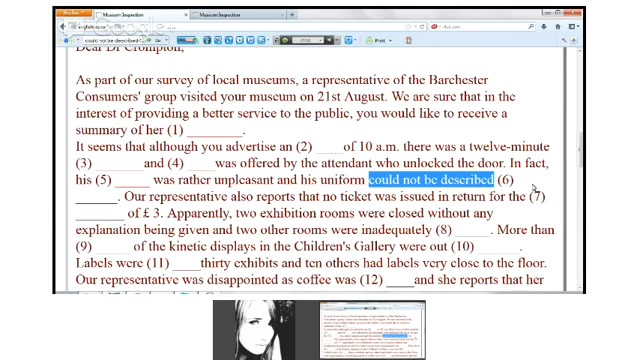 Museum Inspection
Museum Inspection
could not be described
Print
Dear Dr Crompton,
As part of our survey of local museums, a representative of the Barchester
Consumers' group visited your museum on 21st August. We are sure that in the
interest of providing a better service to the public, you would like to receive a
summary of her (1) _________.
It seems that although you advertise an (2) ____ of 10 a.m. there was a twelve-minute
(3) _______ and (4) ____ was offered by the attendant who unlocked the door. In fact,
his (5) _____ was rather unpleasant and his uniform could not be described (6)
______. Our representative also reports that no ticket was issued in return for the (7)
_______ of £ 3. Apparently, two exhibition rooms were closed without any
explanation being given and two other rooms were inadequately (8) _____. More than
(9) _____ of the kinetic displays in the Children's Gallery were out (10) ______.
Labels were (11) ____thirty exhibits and ten others had labels very close to the floor.
Our representative was disappointed as coffee was (12) ____ and she reports that her